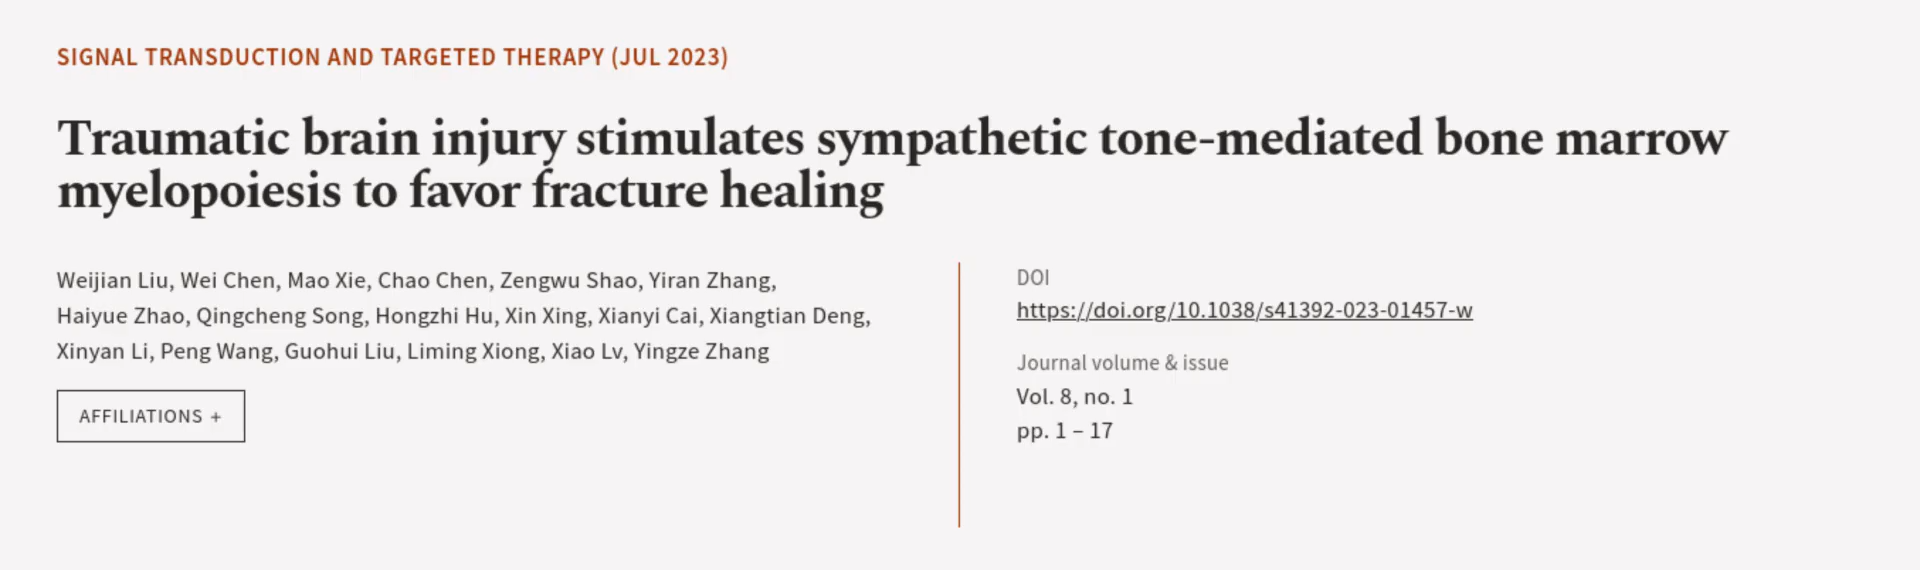 SIGNAL TRANSDUCTION AND TARGETED THERAPY (JUL 2023)
Traumatic brain injury stimulates sympathetic tone-mediated bone marrow
myelopoiesis to favor fracture healing
Weijian Liu, Wei Chen, Mao Xie, Chao Chen, Zengwu Shao, Yiran Zhang,
Haiyue Zhao, Qingcheng Song, Hongzhi Hu, Xin Xing, Xianyi Cai, Xiangtian Deng,
Xinyan Li, Peng Wang, Guohui Liu, Liming Xiong, Xiao Lv, Yingze Zhang
AFFILIATIONS +
DOI
https://doi.org/10.1038/s41392-023-01457-w
Journal volume & issue
Vol. 8, no. 1
pp. 1 – 17